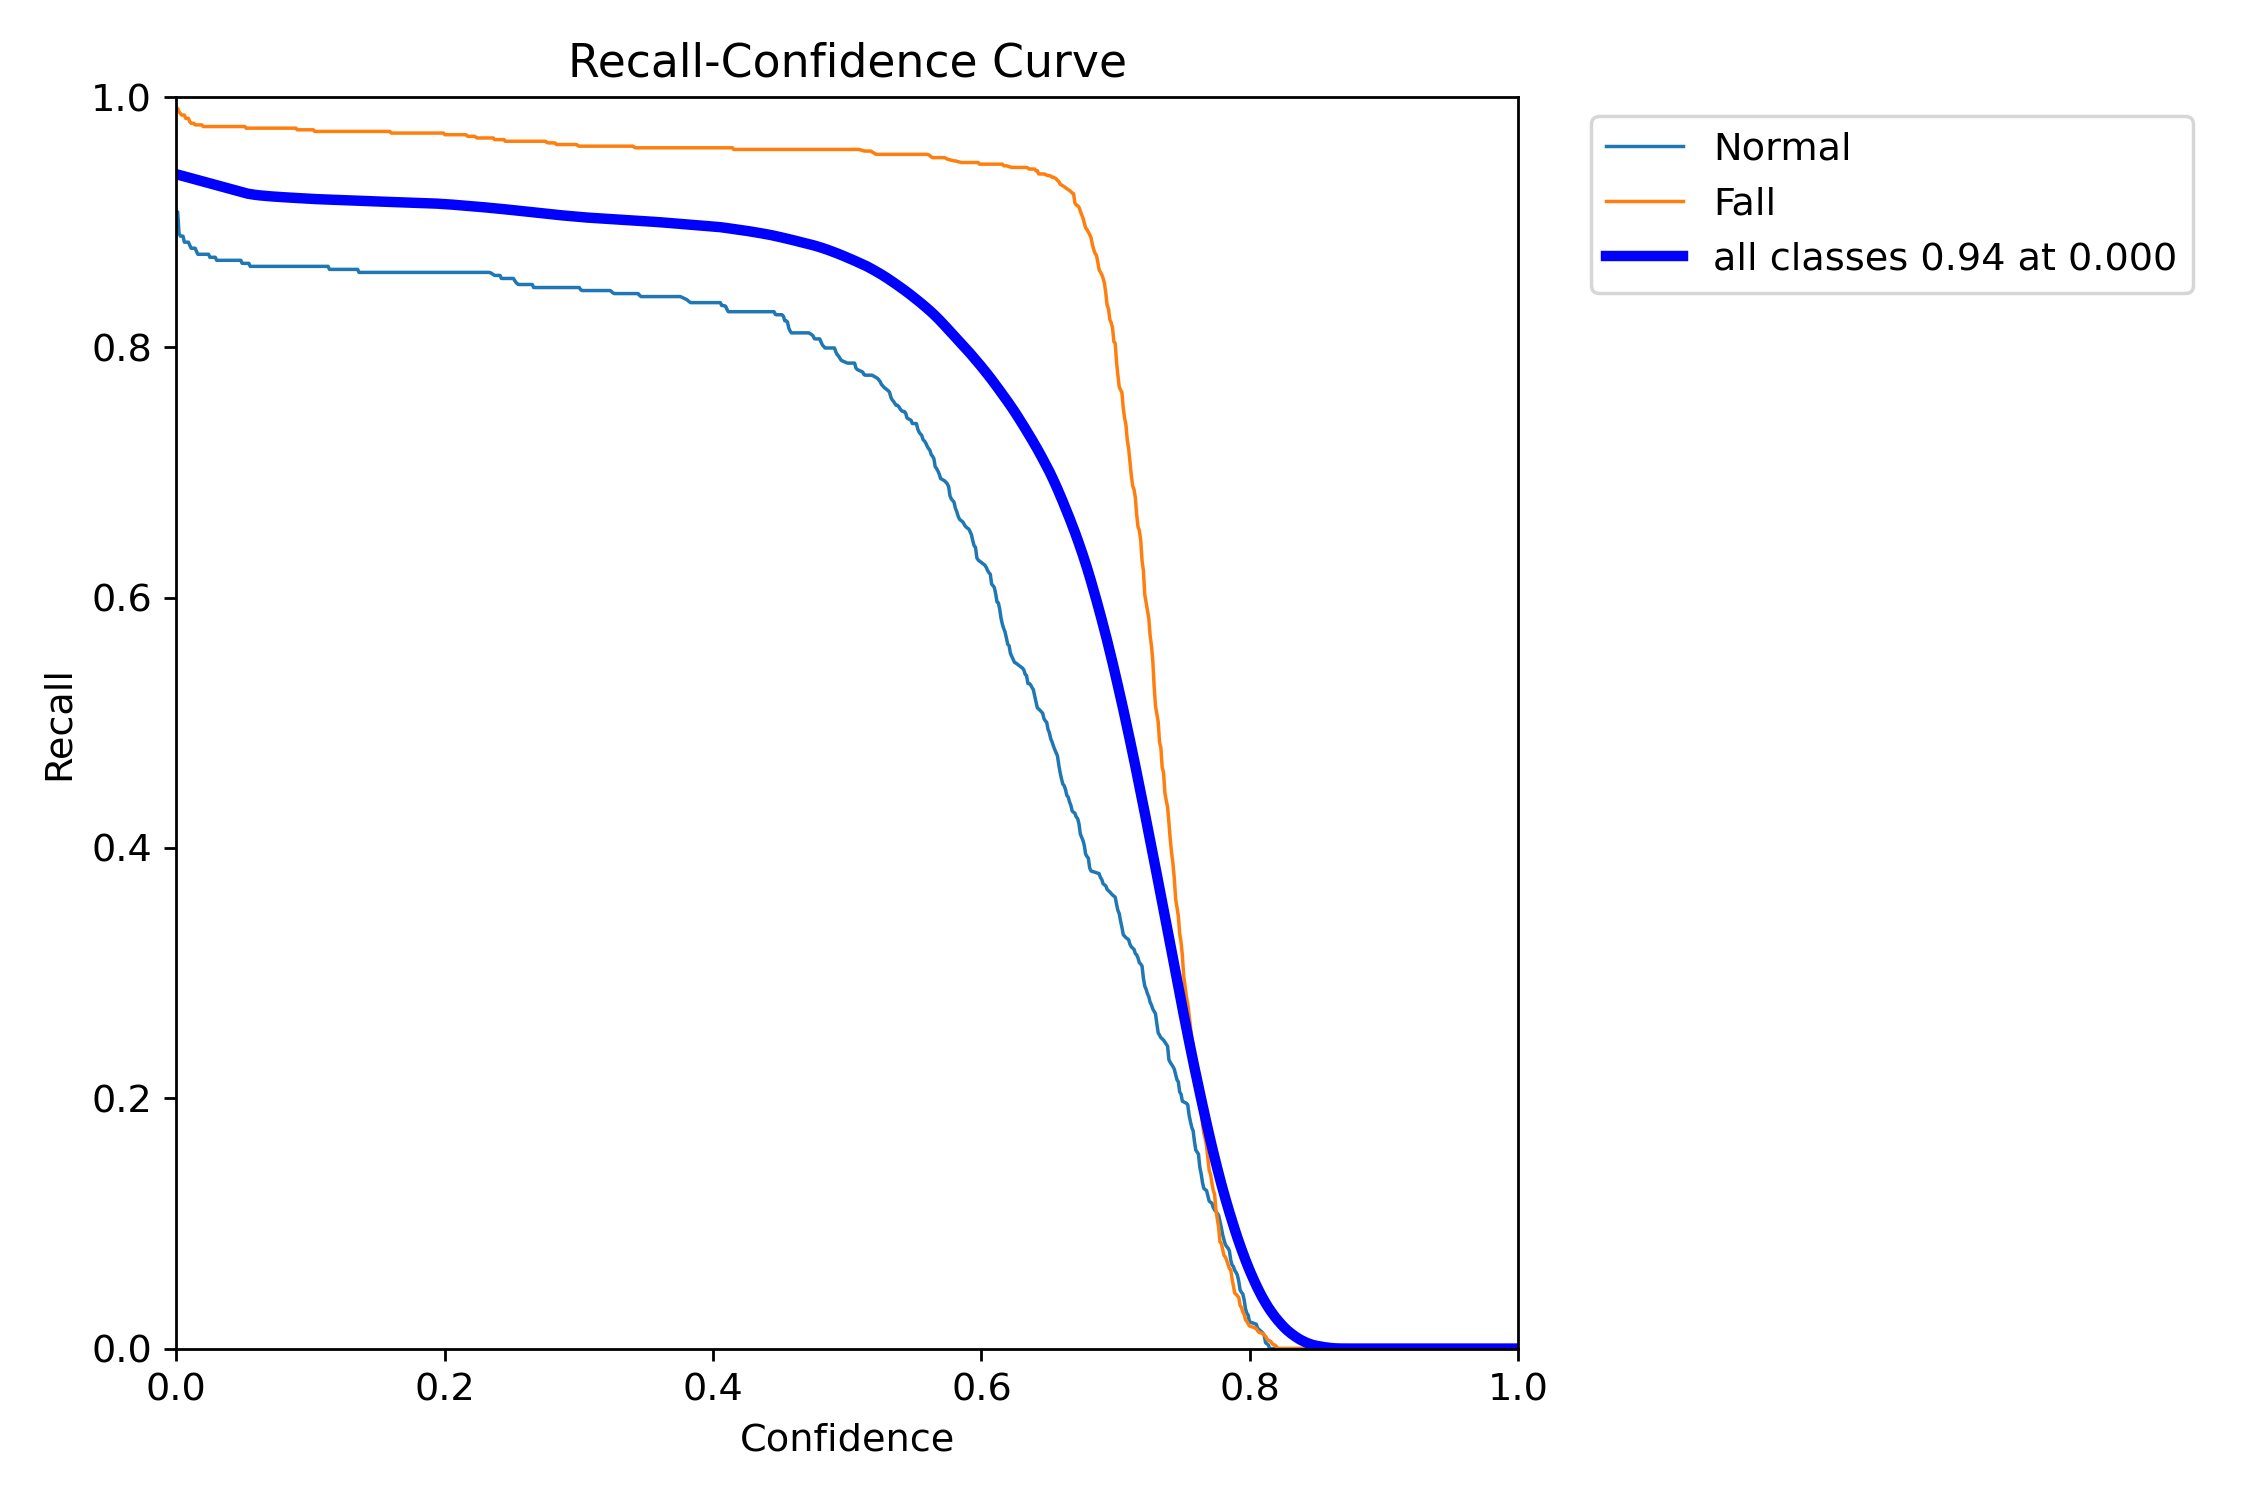 Recall-Confidence Curve
1.0
0.8
0.6
0.4
0.2
0.0
Recall
0.0 0.2 0.4 0.6 0.8 1.0
Confidence
Normal
Fall
all classes 0.94 at 0.000